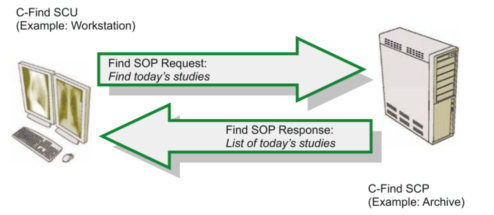 C-Find SCU
(Example: Workstation)
Find SOP Request:
Find today's studies
Find SOP Response:
List of today's studies
C-Find SCP
(Example: Archive)